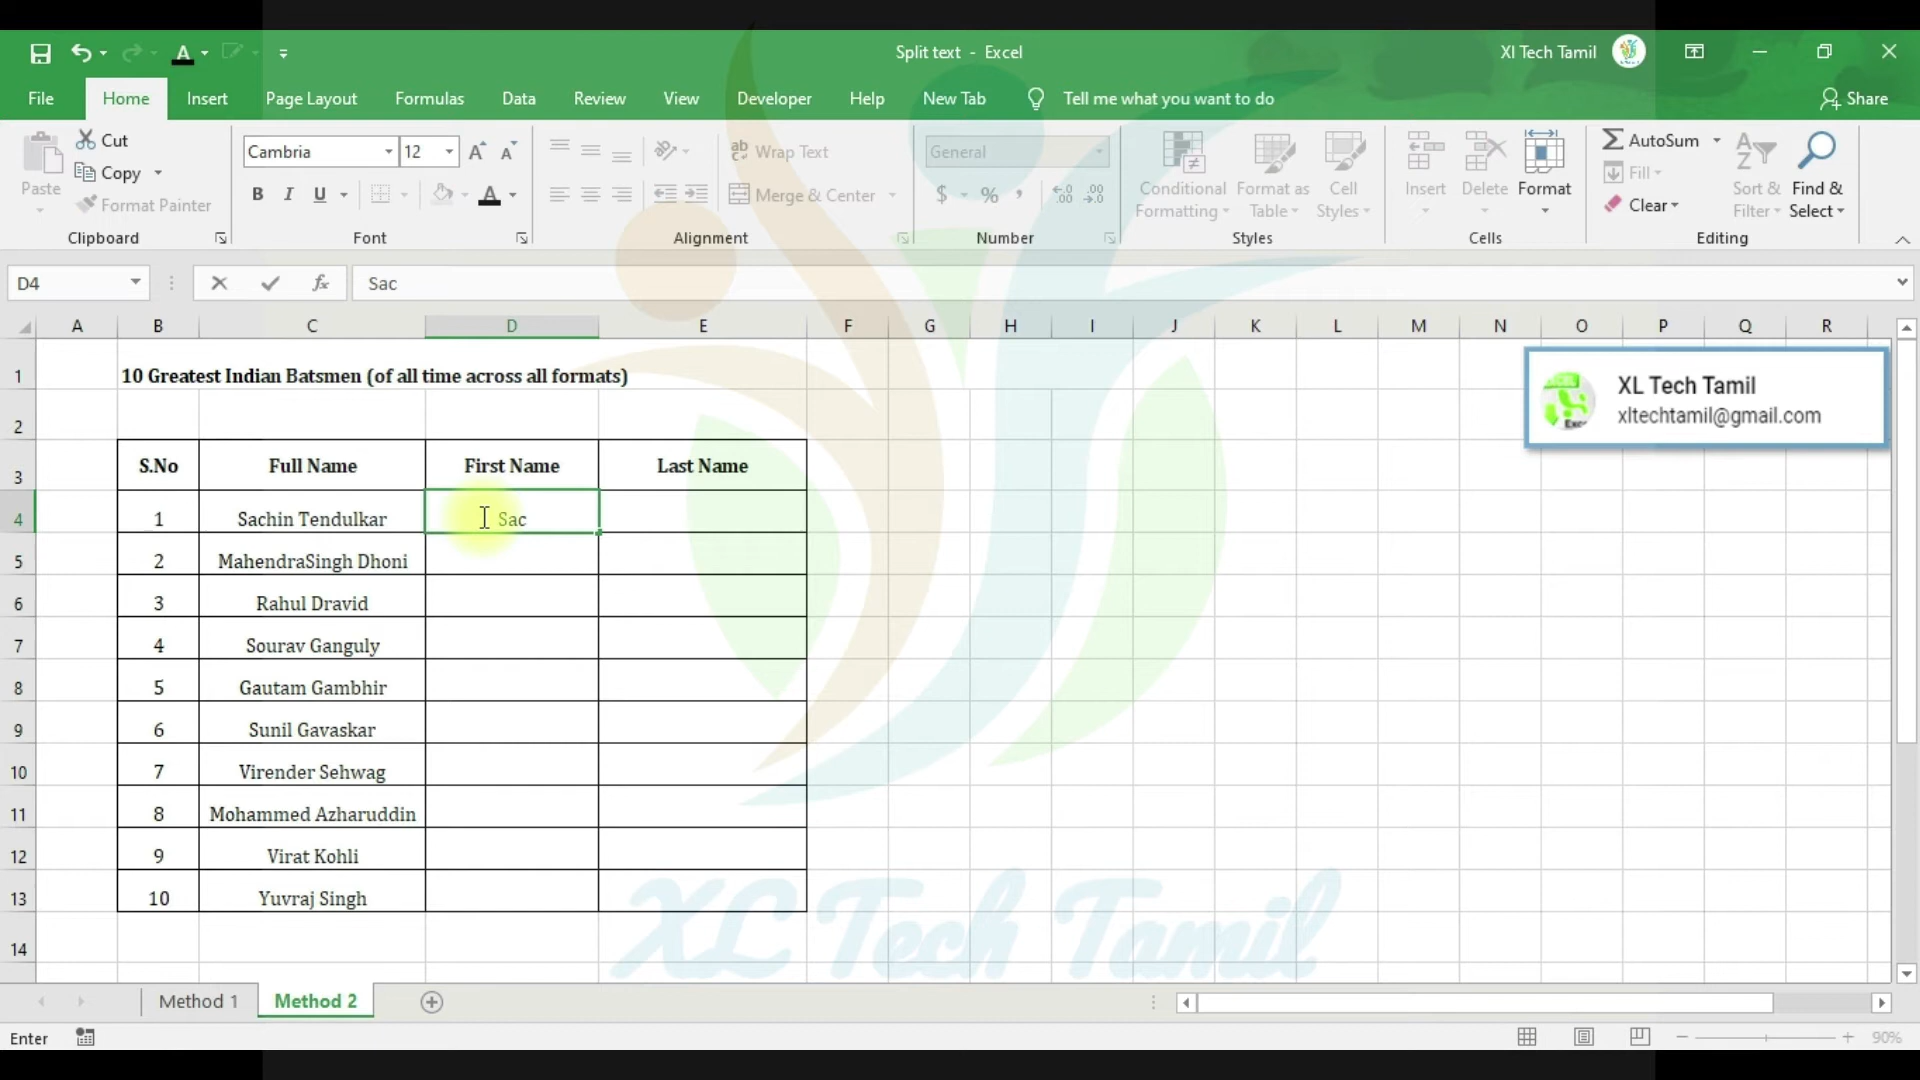 Split text - Excel
Xl Tech Tamil
File Home Insert Page Layout Formulas Data Review View Developer Help New Tab Tell me what you want to do Share
Paste
Cut
Copy
Format Painter
Clipboard
Cambria 12
B I U
Font
Wrap Text
Merge & Center
Alignment
General
$ % ,
Number
Conditional Formatting
Format as Table
Cell Styles
Styles
Insert Delete Format
Cells
AutoSum
Fill
Clear
Sort & Filter
Find & Select
Editing
D4 fx Sac
A B C D E F G H I J K L M N O P Q R
1 10 Greatest Indian Batsmen (of all time across all formats)
XL Tech Tamil
xltechtamil@gmail.com
2
3 S.No Full Name First Name Last Name
4 1 Sachin Tendulkar Sac
5 2 MahendraSingh Dhoni
6 3 Rahul Dravid
7 4 Sourav Ganguly
8 5 Gautam Gambhir
9 6 Sunil Gavaskar
10 7 Virender Sehwag
11 8 Mohammed Azharuddin
12 9 Virat Kohli
13 10 Yuvraj Singh
14
XL Tech Tamil
Method 1 Method 2
Enter 90%